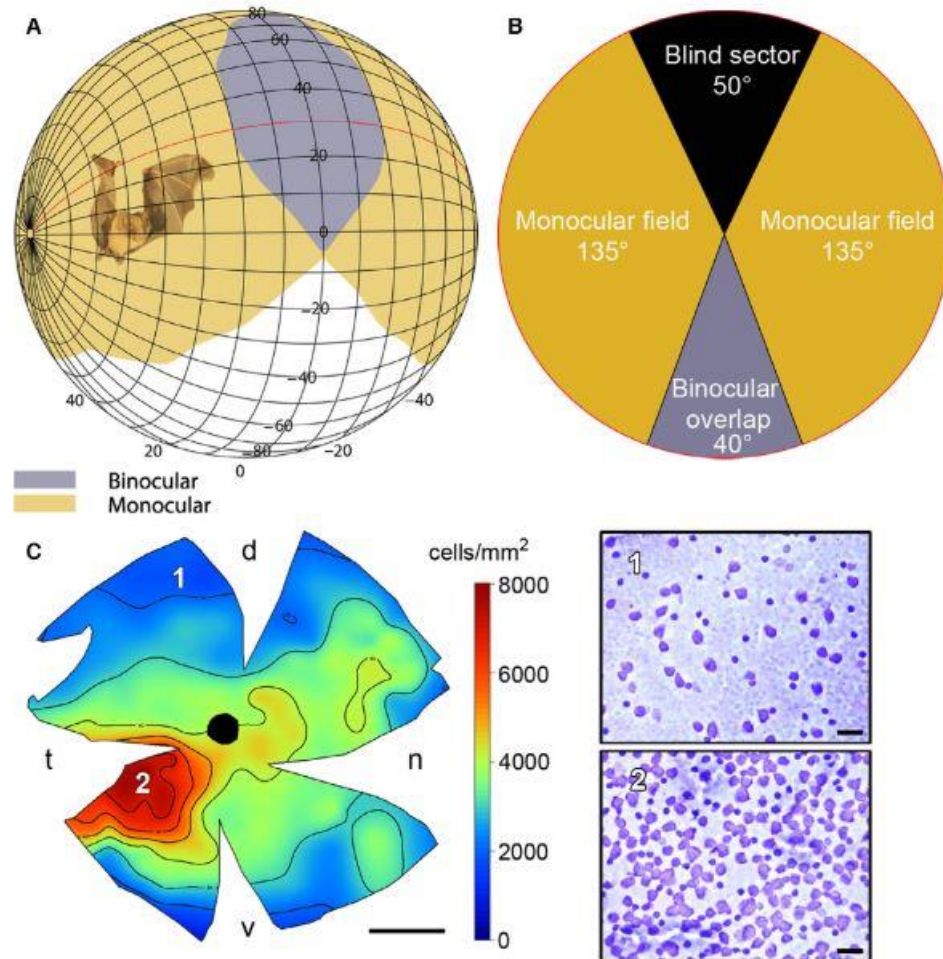 A
80
60
40
20
0
−20
−40
−60
−80
40
20
0
−20
−40
Binocular
Monocular
B
Blind sector
50°
Monocular field
135°
Monocular field
135°
Binocular
overlap
40°
C
d
t
n
v
1
2
cells/mm²
8000
6000
4000
2000
0
1
2